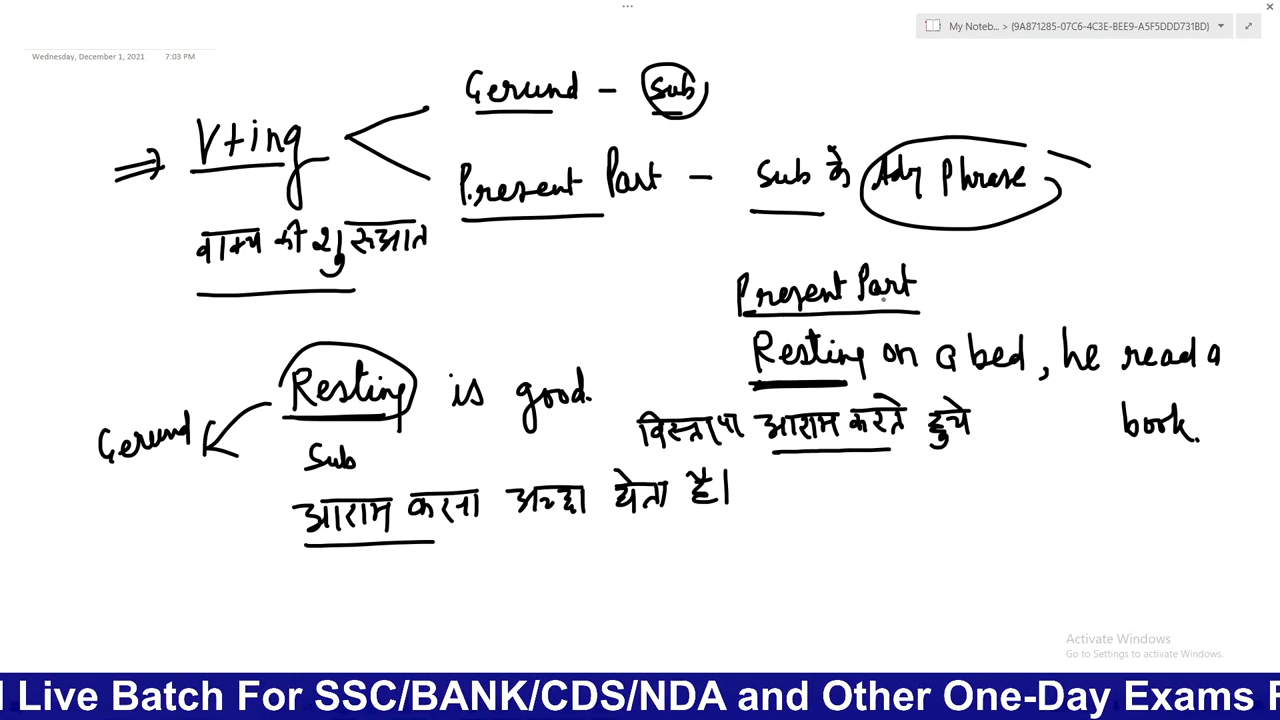 My Noteb... > {9A871285-07C6-4C3E-BEE9-A5F5DDD731BD}
Wednesday, December 1, 2021 7:03 PM
Gerund - Sub
⇒ V+ing
Present Part - Sub के Adj Phrase
वाक्य की शुरूआत
Present Part
Resting on a bed, he read a
book.
Resting is good.
Gerund
बिस्तर पर आराम करते हुये
Sub
आराम करना अच्छा होता है।
Activate Windows
Go to Settings to activate Windows.
l Live Batch For SSC/BANK/CDS/NDA and Other One-Day Exams F